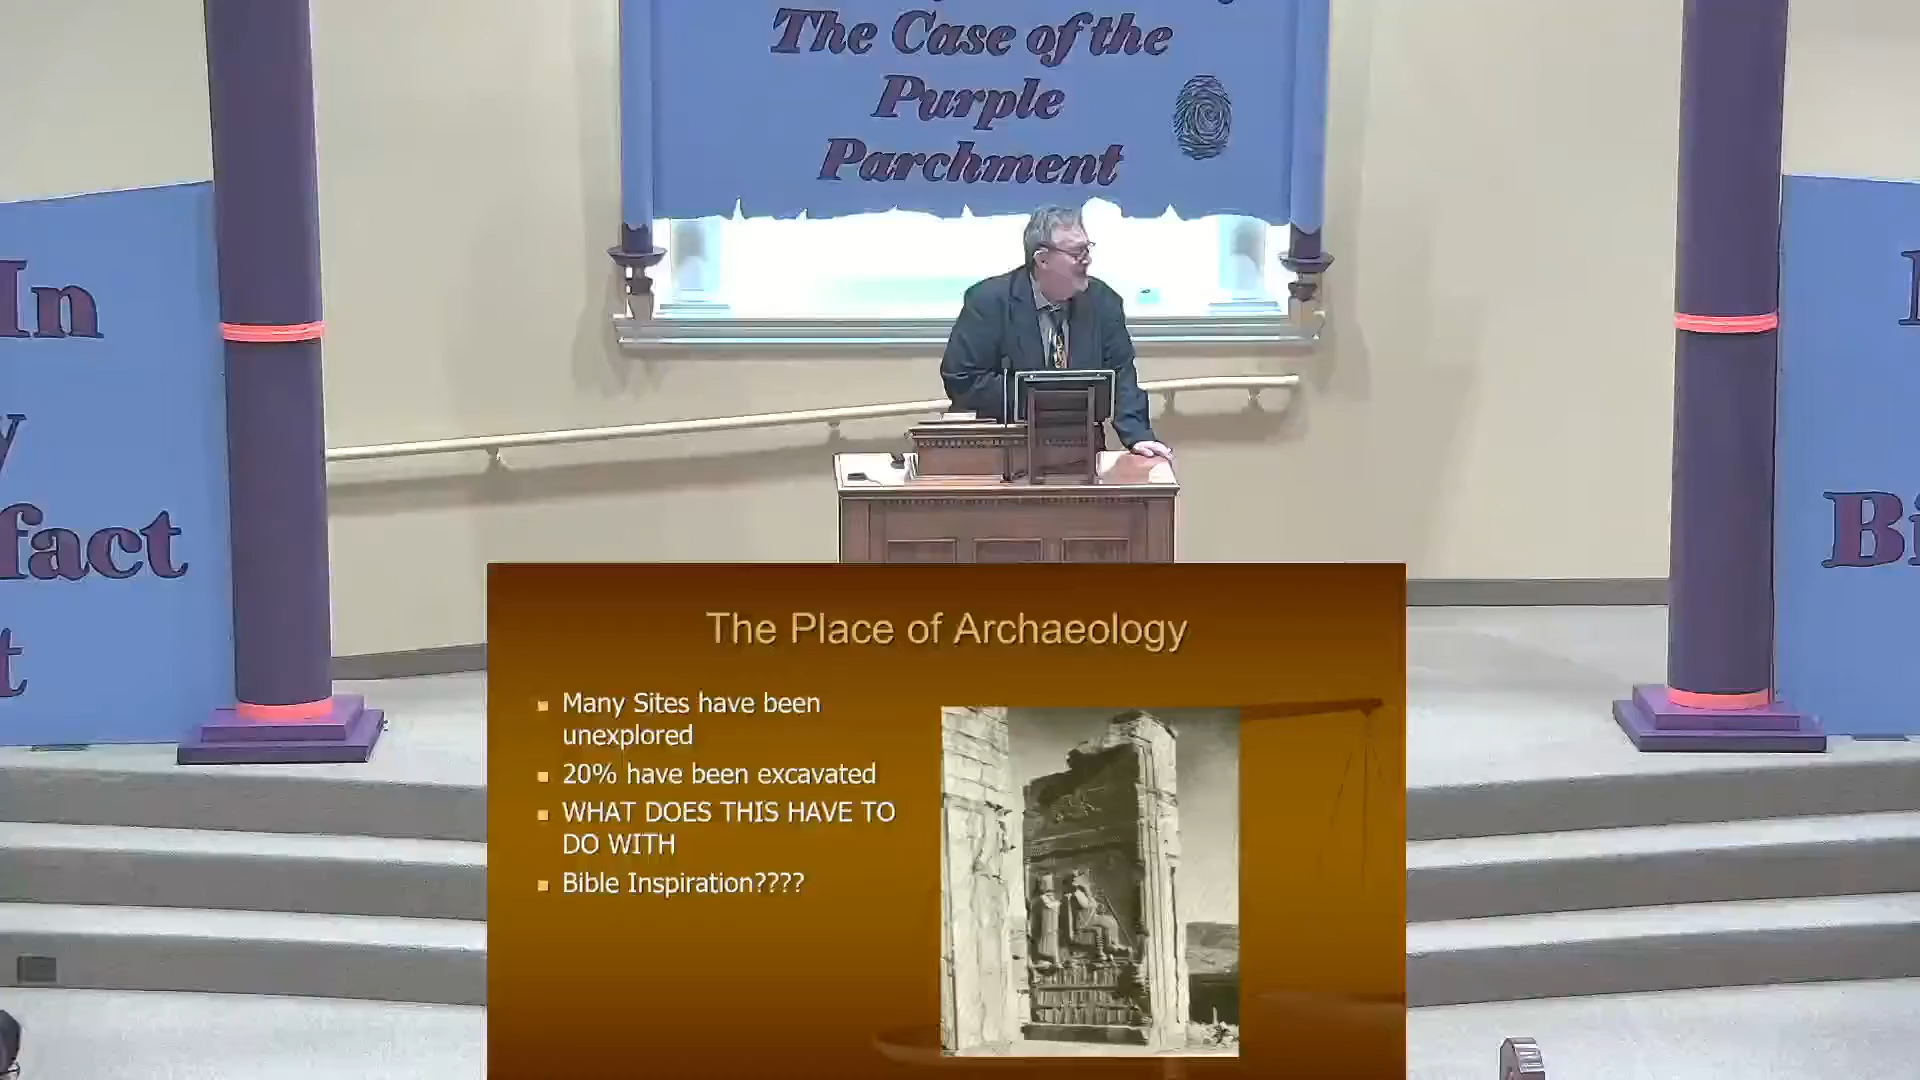 The Case of the
Purple
Parchment
In
y
fact
t
Bi
The Place of Archaeology
Many Sites have been
unexplored
20% have been excavated
WHAT DOES THIS HAVE TO
DO WITH
Bible Inspiration????